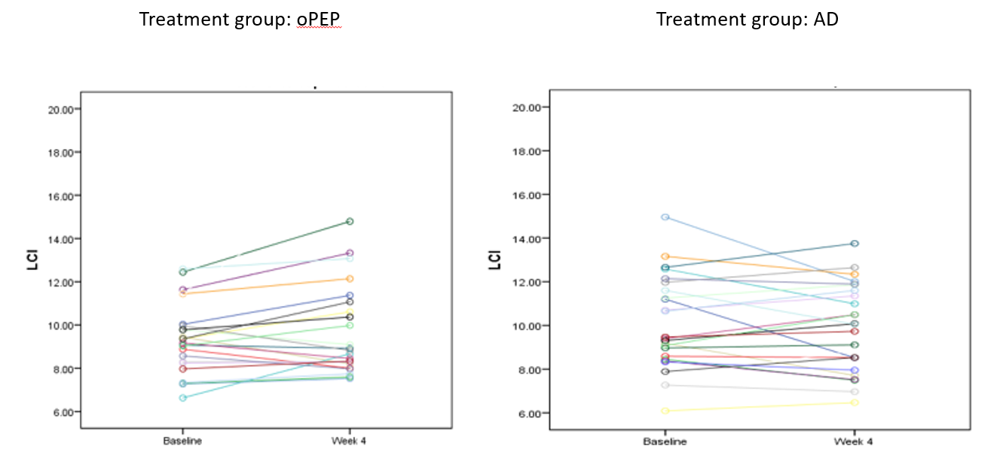 Treatment group: oPEP
Treatment group: AD
LCI
20.00
18.00
16.00
14.00
12.00
10.00
8.00
6.00
Baseline
Week 4
LCI
20.00
18.00
16.00
14.00
12.00
10.00
8.00
6.00
Baseline
Week 4